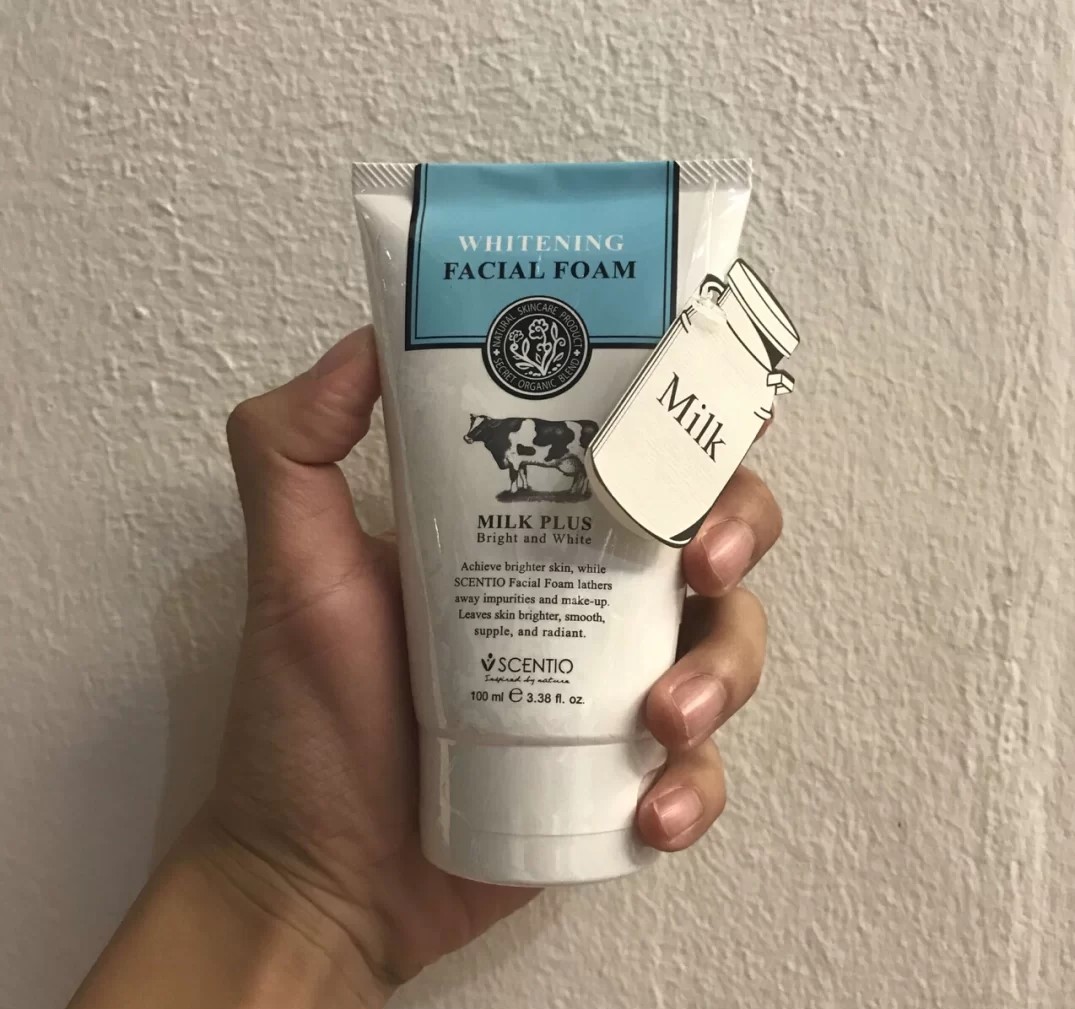 WHITENING
FACIAL FOAM
NATURAL SKINCARE PRODUCT
SECRET ORGANIC BLEND
Milk
MILK PLUS
Bright and White
Achieve brighter skin, while
SCENTIO Facial Foam lathers
away impurities and make-up.
Leaves skin brighter, smooth,
supple, and radiant.
SCENTIO
Inspired by nature
100 ml ℮ 3.38 fl. oz.